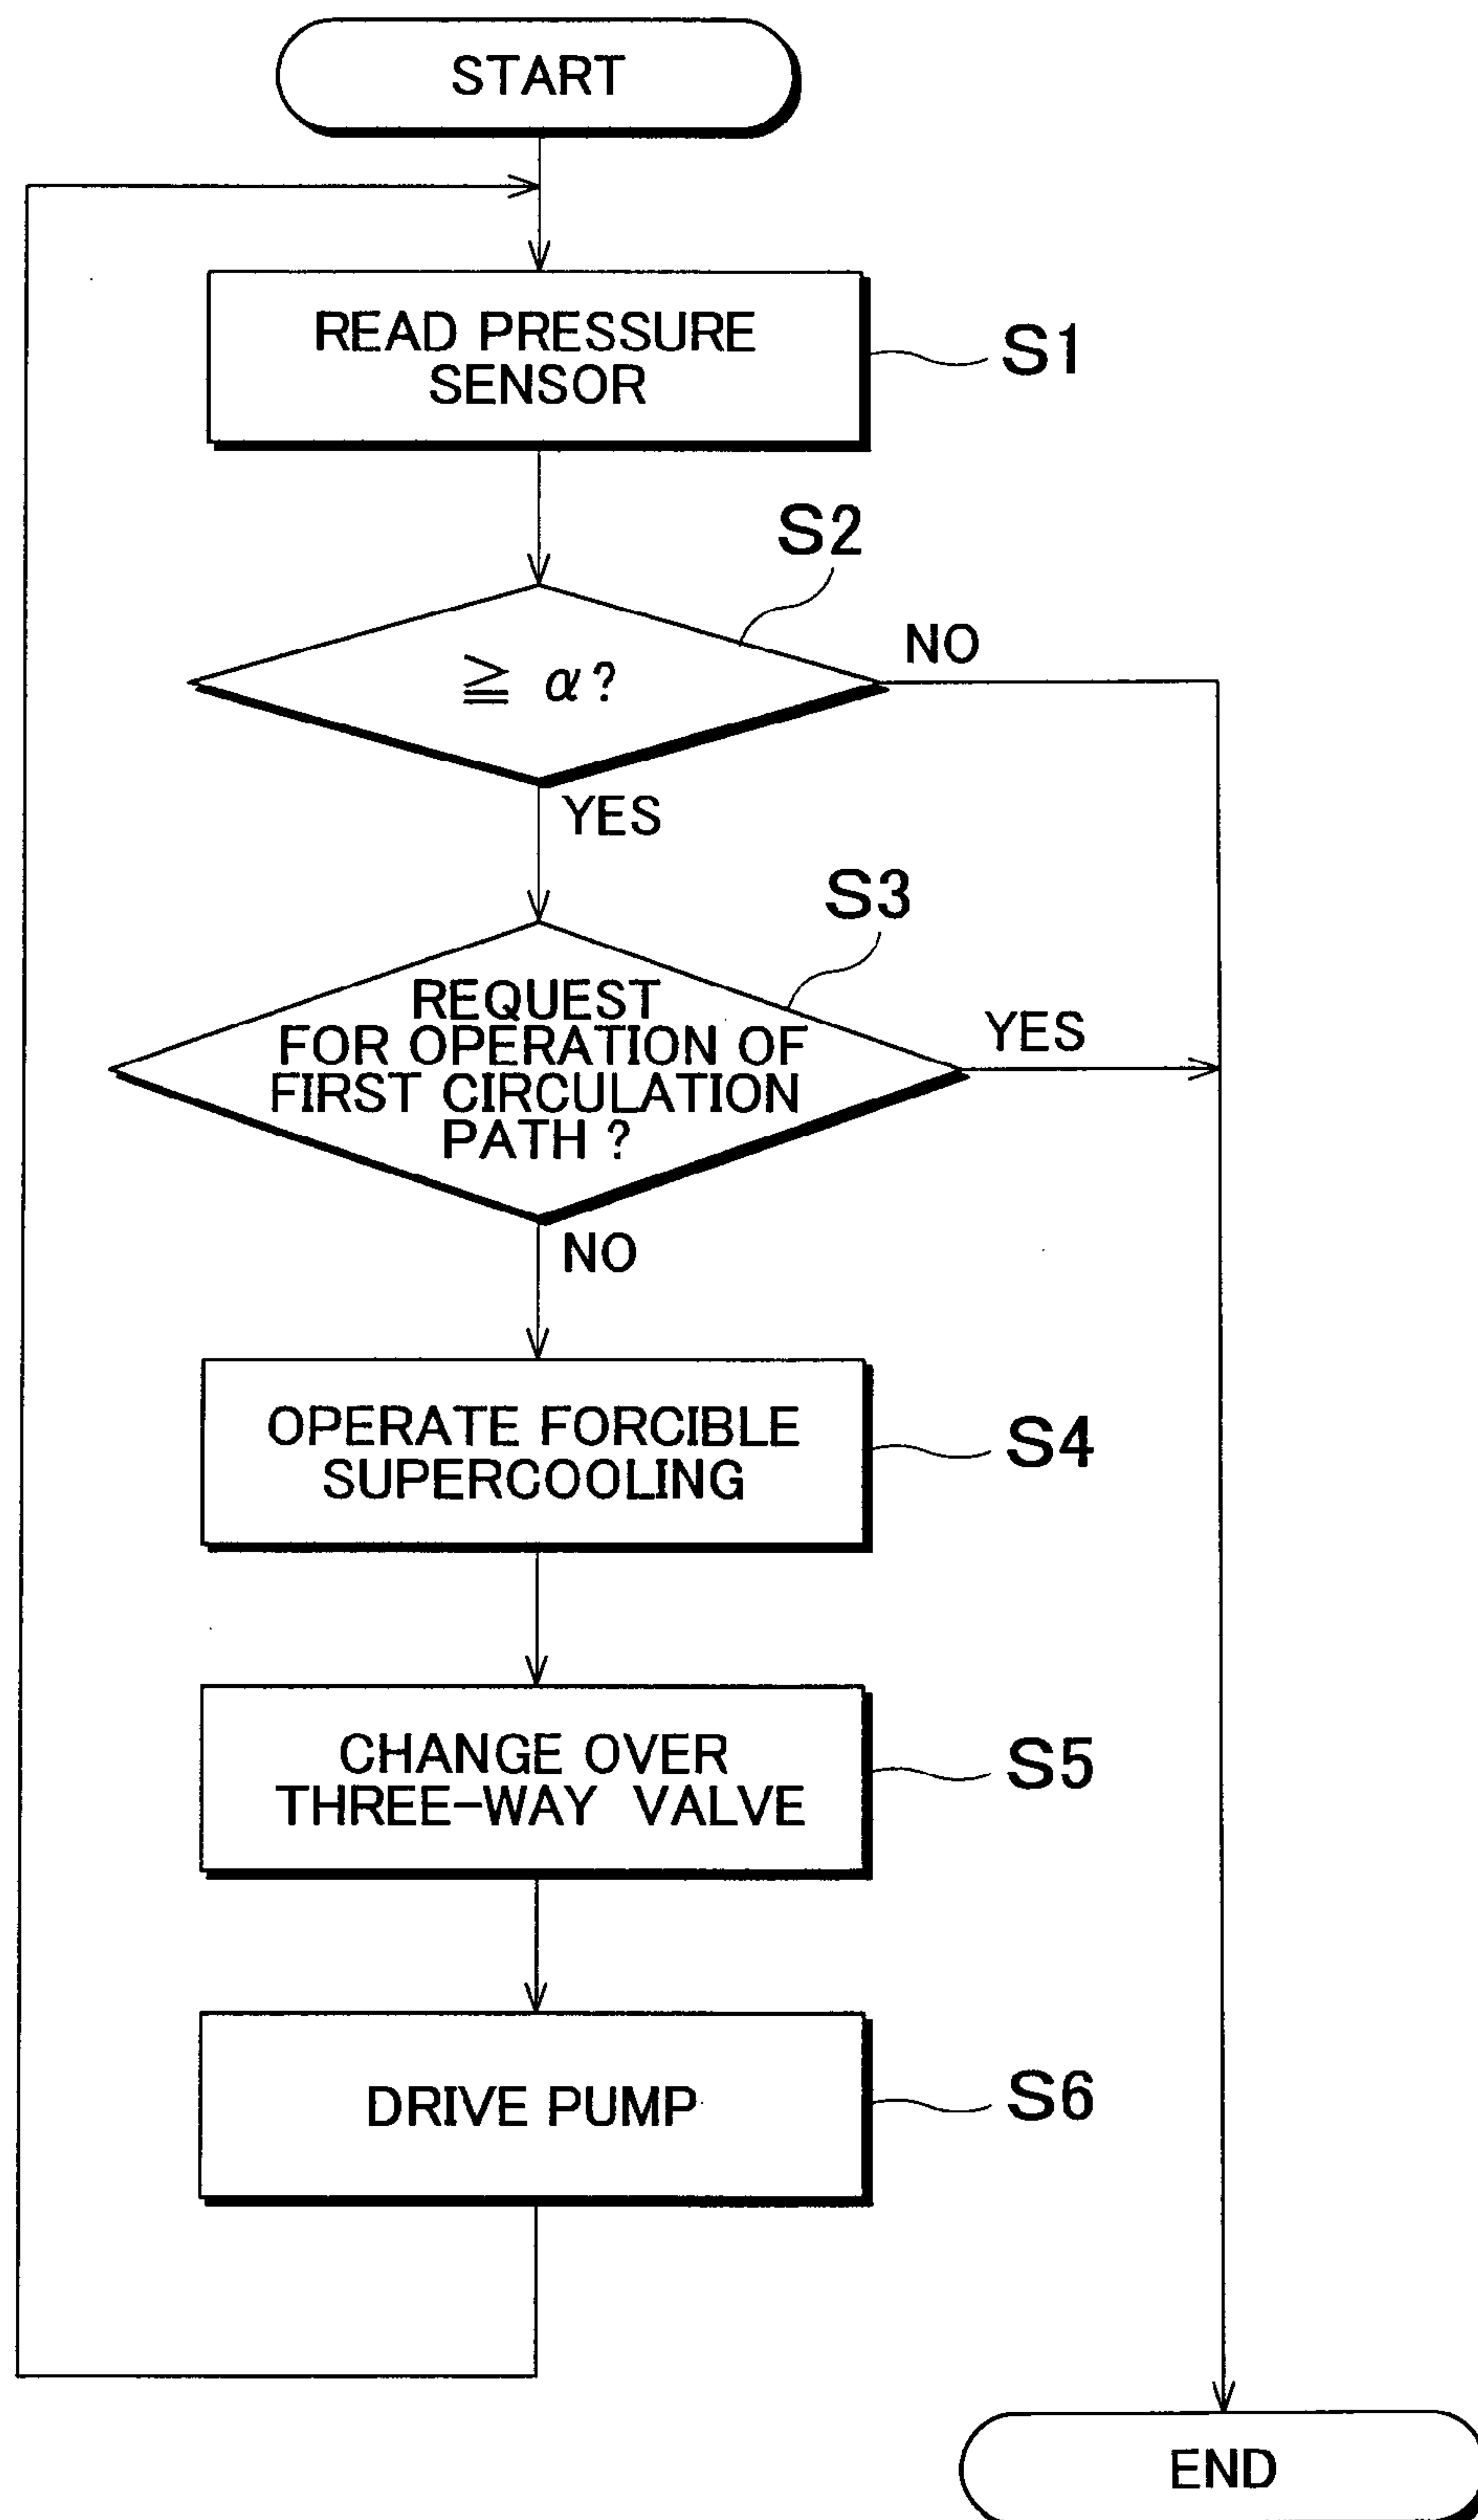 START
READ PRESSURE
SENSOR
S1
S2
≧ α?
NO
YES
S3
REQUEST
FOR OPERATION OF
FIRST CIRCULATION
PATH ?
YES
NO
OPERATE FORCIBLE
SUPERCOOLING
S4
CHANGE OVER
THREE-WAY VALVE
S5
DRIVE PUMP
S6
END